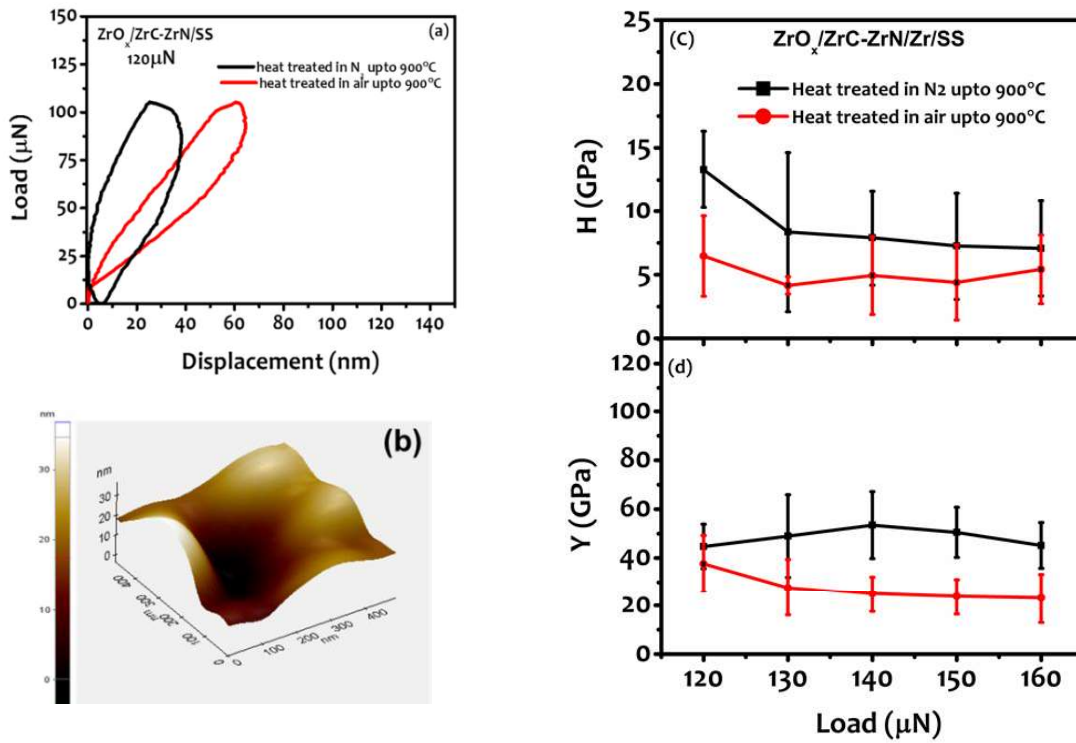 (a)
ZrOₓ/ZrC-ZrN/SS
120µN
heat treated in N₂ upto 900°C
heat treated in air upto 900°C
150
125
100
75
50
25
0
Load (µN)
0 20 40 60 80 100 120 140
Displacement (nm)
(b)
nm
30
20
10
0
nm
30
20
10
0
400
300
200
100
0
nm
0
100
200
300
400
nm
(C)
ZrOₓ/ZrC-ZrN/Zr/SS
Heat treated in N2 upto 900°C
Heat treated in air upto 900°C
25
20
15
10
5
0
H (GPa)
(d)
120
100
80
60
40
20
0
Y (GPa)
120 130 140 150 160
Load (µN)